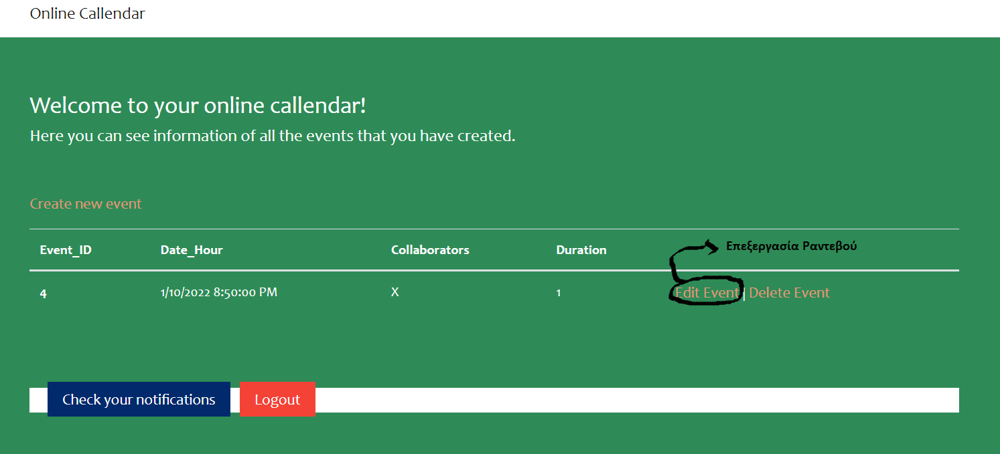 Online Callendar
Welcome to your online callendar!
Here you can see information of all the events that you have created.
Create new event
Event_ID Date_Hour Collaborators Duration Επεξεργασία Ραντεβού
4 1/10/2022 8:50:00 PM X 1 Edit Event | Delete Event
Check your notifications Logout